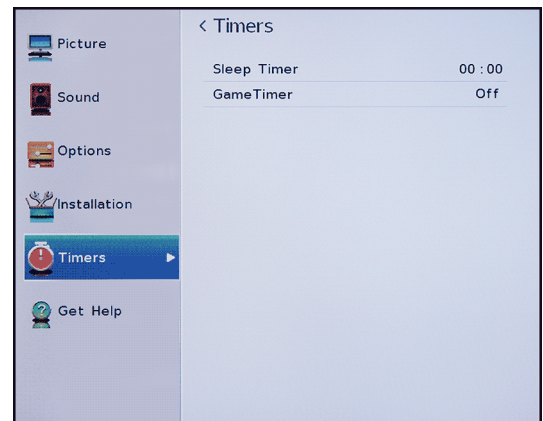 Picture
Sound
Options
Installation
Timers
Get Help
< Timers
Sleep Timer 00 : 00
GameTimer Off